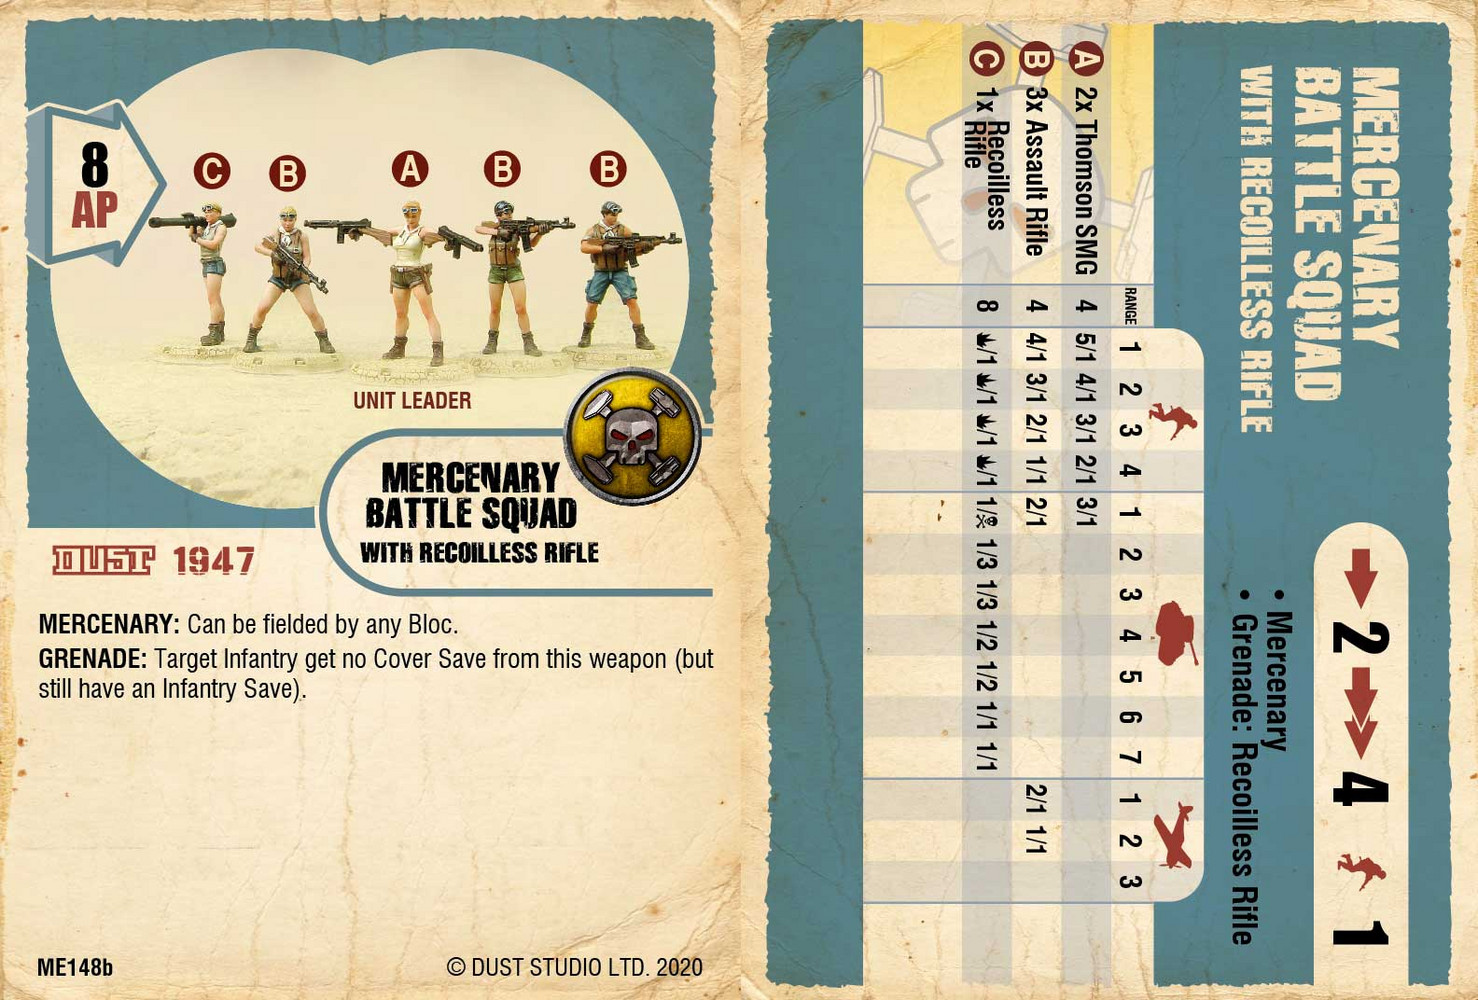 8
AP
C
B
A
B
B
UNIT LEADER
MERCENARY
BATTLE SQUAD
WITH RECOILLESS RIFLE
DUST 1947
MERCENARY: Can be fielded by any Bloc.
GRENADE: Target Infantry get no Cover Save from this weapon (but
still have an Infantry Save).
ME148b
© DUST STUDIO LTD. 2020
MERCENARY
BATTLE SQUAD
WITH RECOILLESS RIFLE
2 4 1
• Mercenary
• Grenade: Recoilless Rifle
RANGE 1 2 3 4 1 2 3 4 5 6 7 1 2 3
A 2x Thomson SMG 4 5/1 4/1 3/1 2/1 3/1
B 3x Assault Rifle 4 4/1 3/1 2/1 1/1 2/1 2/1 1/1
C 1x Recoilless
Rifle 8 /1 /1 /1 /1 1/ 1/3 1/3 1/2 1/2 1/1 1/1